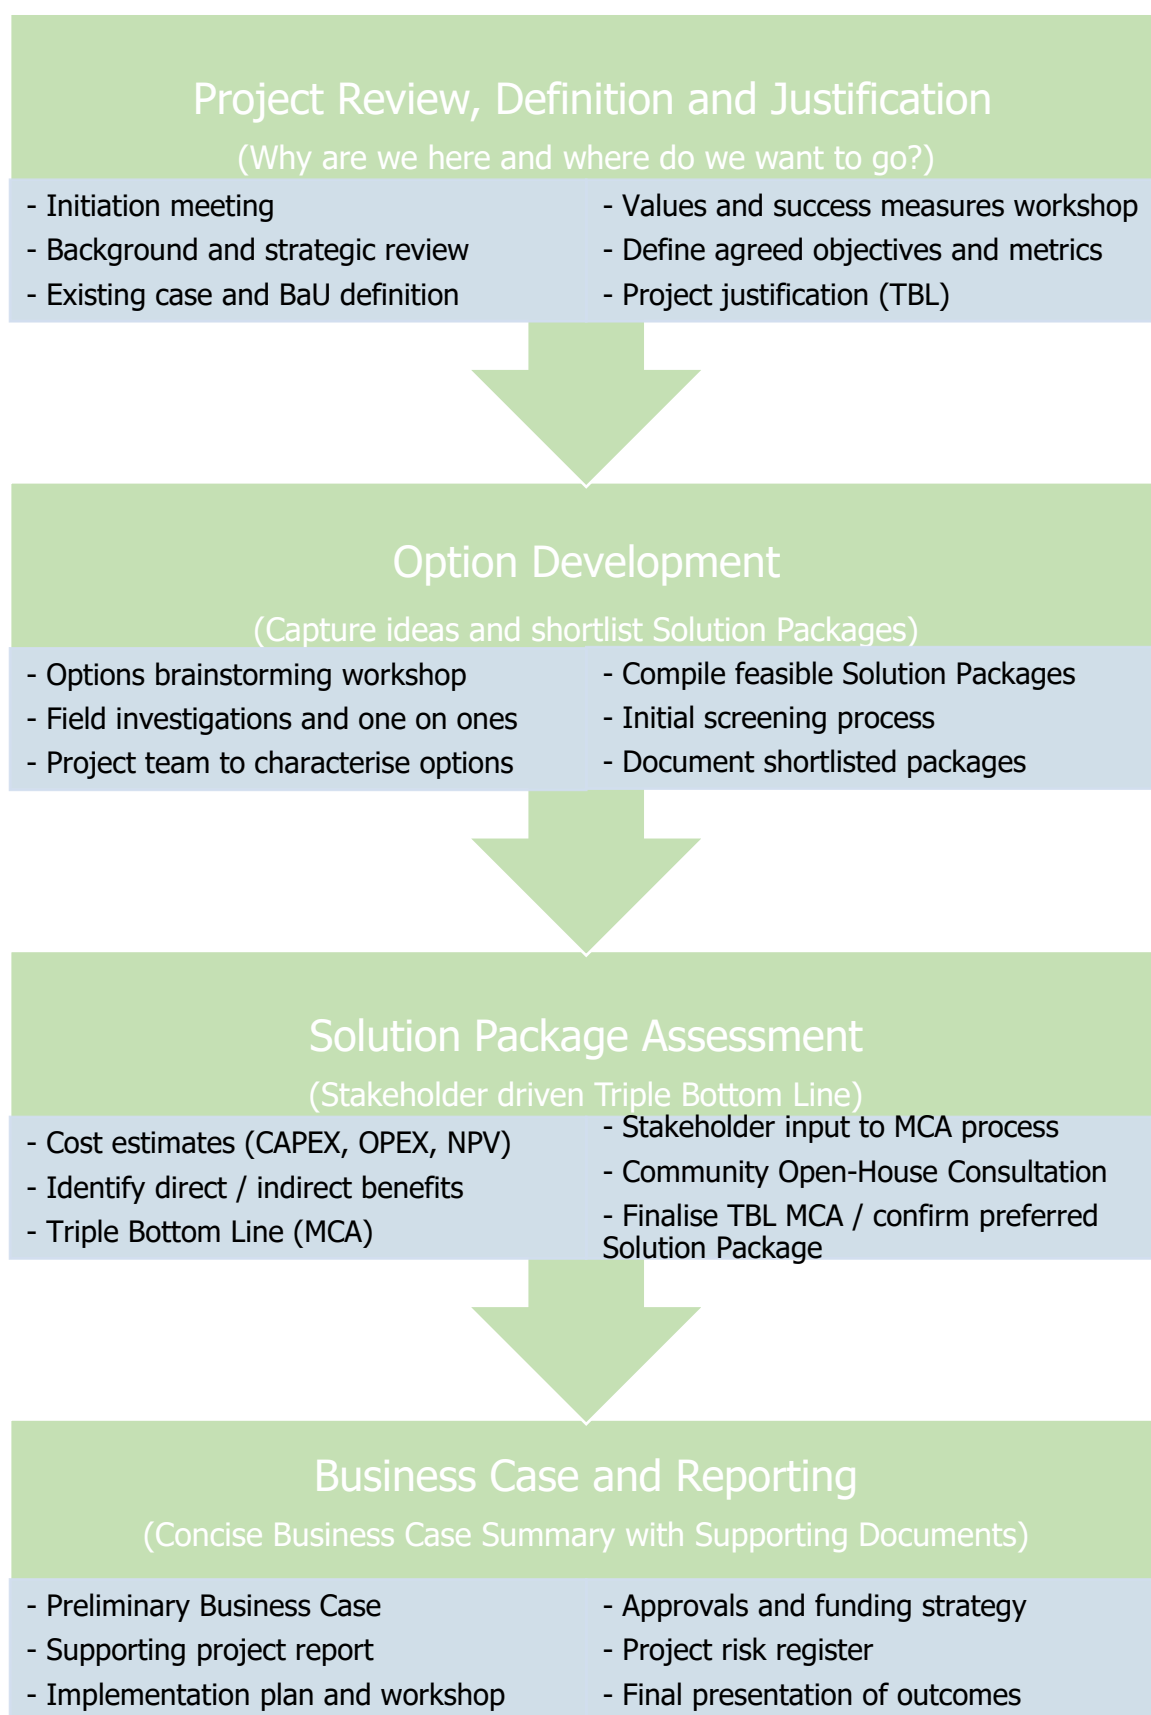 Project Review, Definition and Justification
(Why are we here and where do we want to go?)
- Initiation meeting
- Background and strategic review
- Existing case and BaU definition
- Values and success measures workshop
- Define agreed objectives and metrics
- Project justification (TBL)
Option Development
(Capture ideas and shortlist Solution Packages)
- Options brainstorming workshop
- Field investigations and one on ones
- Project team to characterise options
- Compile feasible Solution Packages
- Initial screening process
- Document shortlisted packages
Solution Package Assessment
(Stakeholder driven Triple Bottom Line)
- Cost estimates (CAPEX, OPEX, NPV)
- Identify direct / indirect benefits
- Triple Bottom Line (MCA)
- Stakeholder input to MCA process
- Community Open-House Consultation
- Finalise TBL MCA / confirm preferred
Solution Package
Business Case and Reporting
(Concise Business Case Summary with Supporting Documents)
- Preliminary Business Case
- Supporting project report
- Implementation plan and workshop
- Approvals and funding strategy
- Project risk register
- Final presentation of outcomes